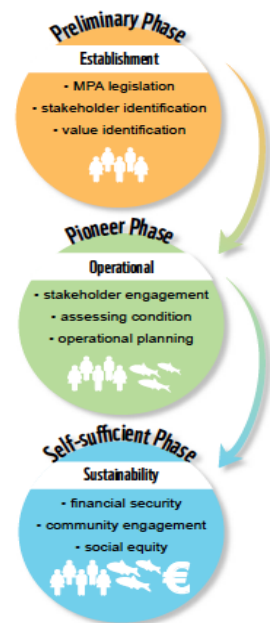 Preliminary Phase
Establishment
- MPA legislation
- stakeholder identification
- value identification
Pioneer Phase
Operational
- stakeholder engagement
- assessing condition
- operational planning
Self-sufficient Phase
Sustainability
- financial security
- community engagement
- social equity
€